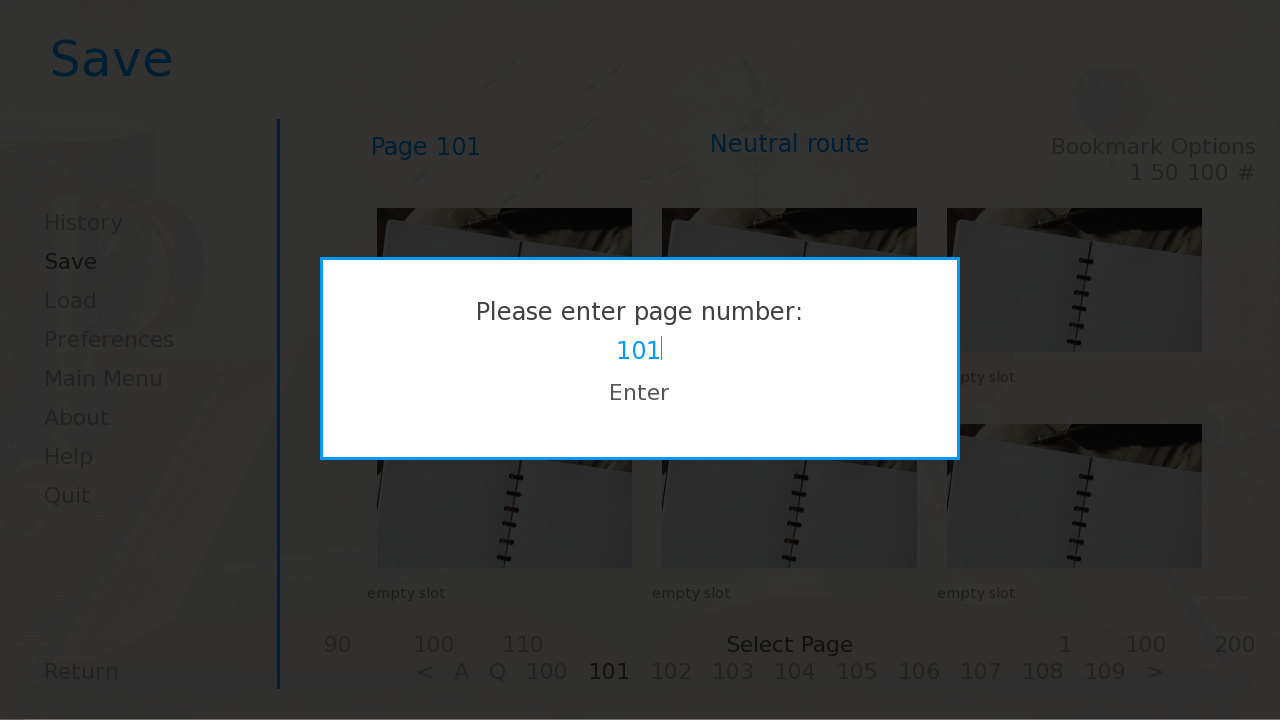 Save
Page 101
Neutral route
Bookmark Options
1 50 100 #
History
Save
Load
Preferences
Main Menu
About
Help
Quit
Return
Please enter page number:
101
Enter
pty slot
empty slot
empty slot
empty slot
90 100 110 Select Page 1 100 200
< A Q 100 101 102 103 104 105 106 107 108 109 >